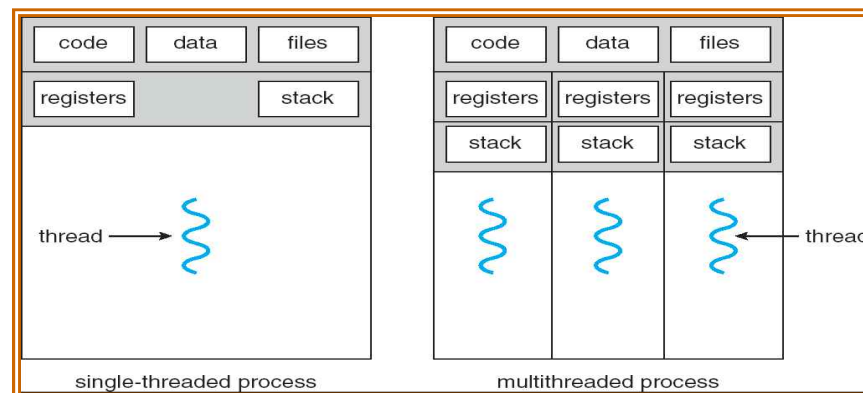 code data files
registers stack
thread
single-threaded process
code data files
registers registers registers
stack stack stack
thread
multithreaded process